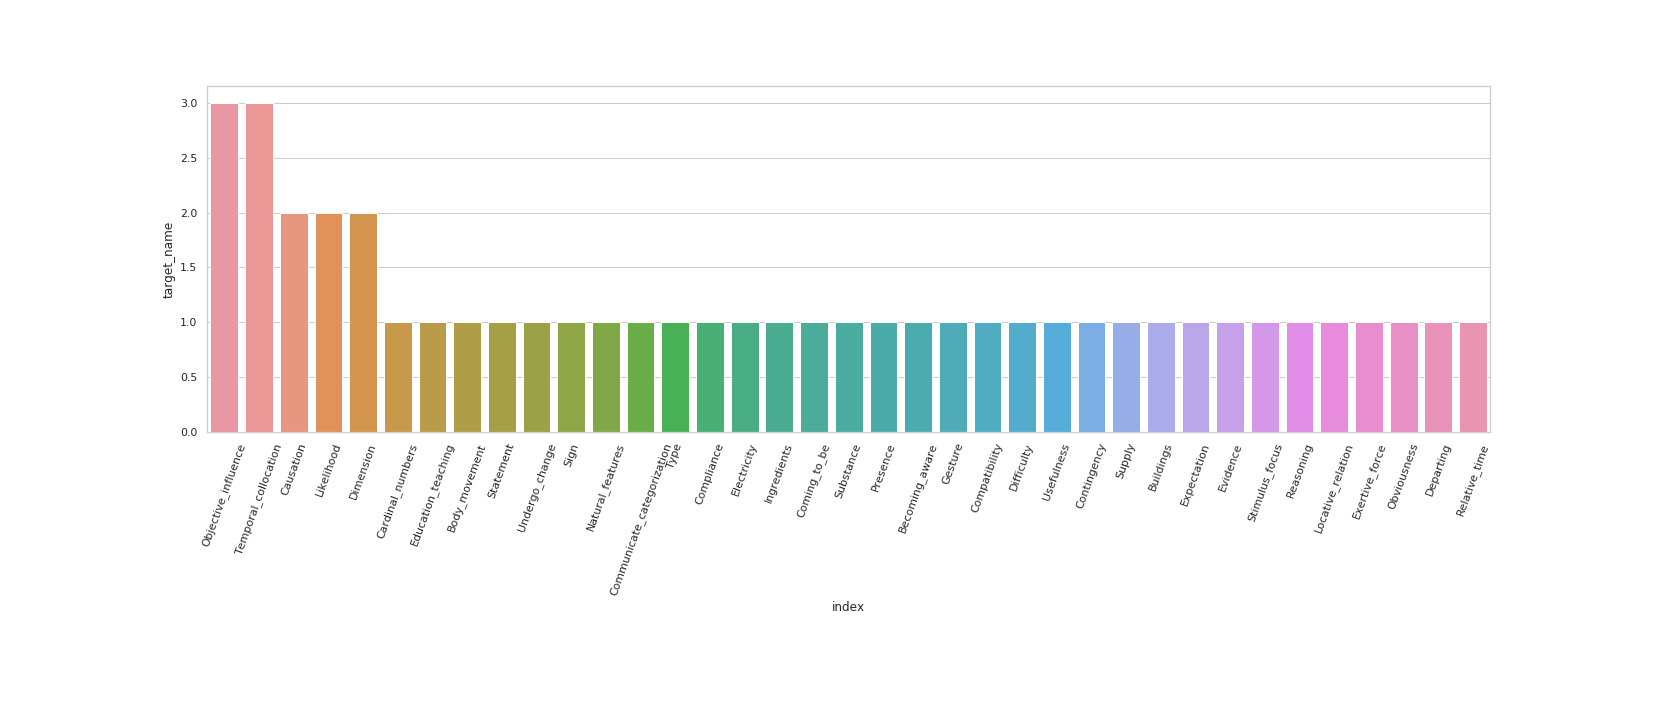 3.0
2.5
2.0
1.5
1.0
0.5
0.0
target_name
Objective_influence
Temporal_collocation
Causation
Likelihood
Dimension
Cardinal_numbers
Education_teaching
Body_movement
Statement
Undergo_change
Sign
Natural_features
Communicate_categorization
Type
Compliance
Electricity
Ingredients
Coming_to_be
Substance
Presence
Becoming_aware
Gesture
Compatibility
Difficulty
Usefulness
Contingency
Supply
Buildings
Expectation
Evidence
Stimulus_focus
Reasoning
Locative_relation
Exertive_force
Obviousness
Departing
Relative_time
index